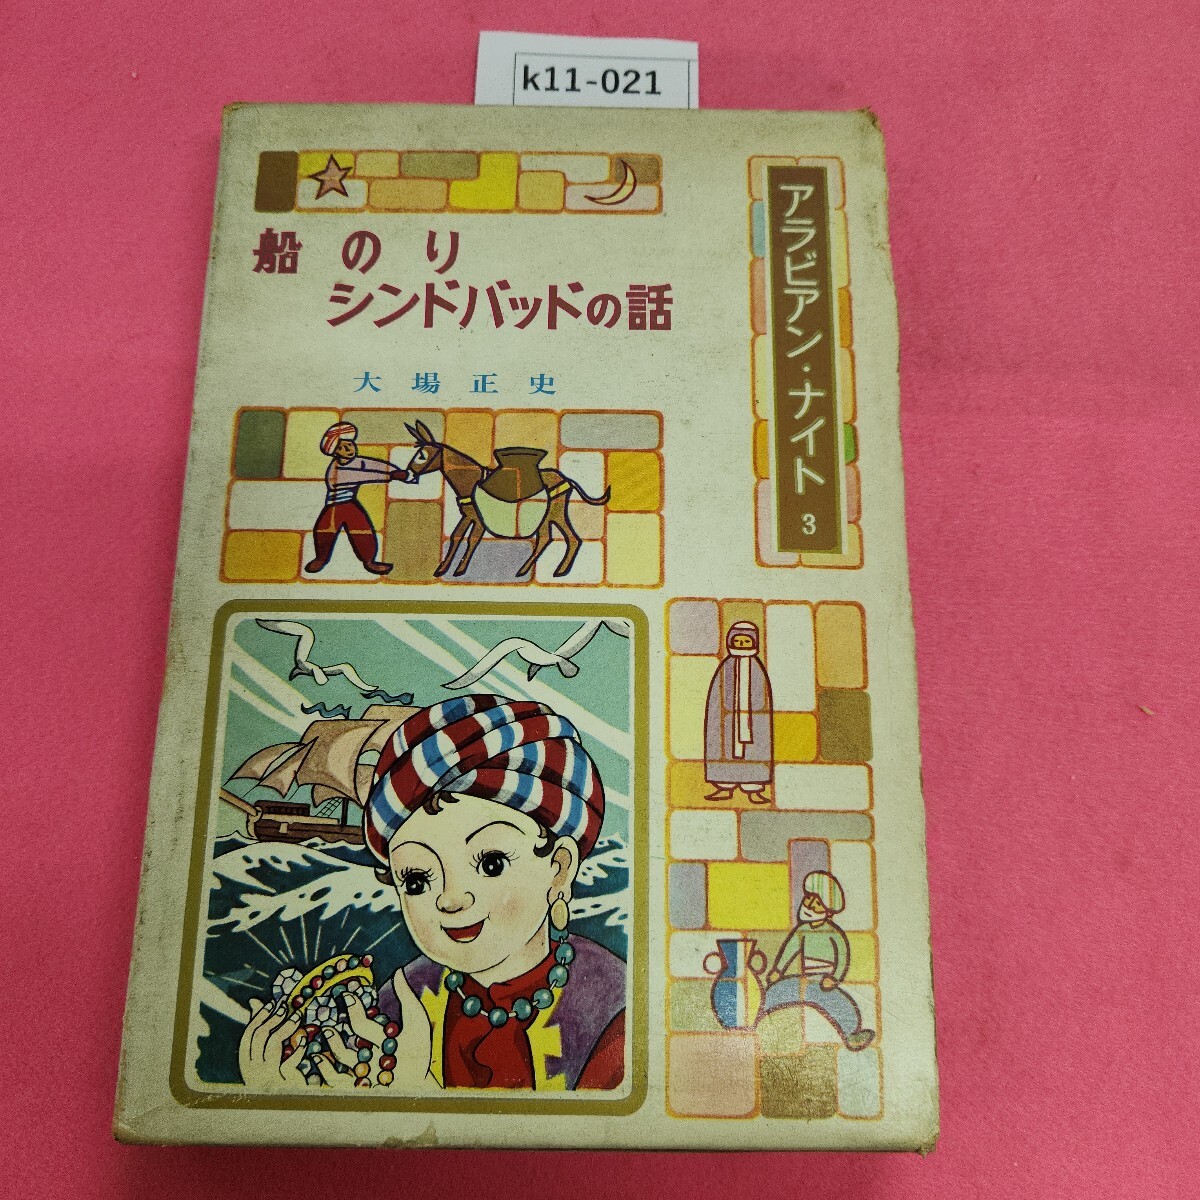 k11-021
船のり
シンドバッドの話
大場正史
アラビアン・ナイト 3